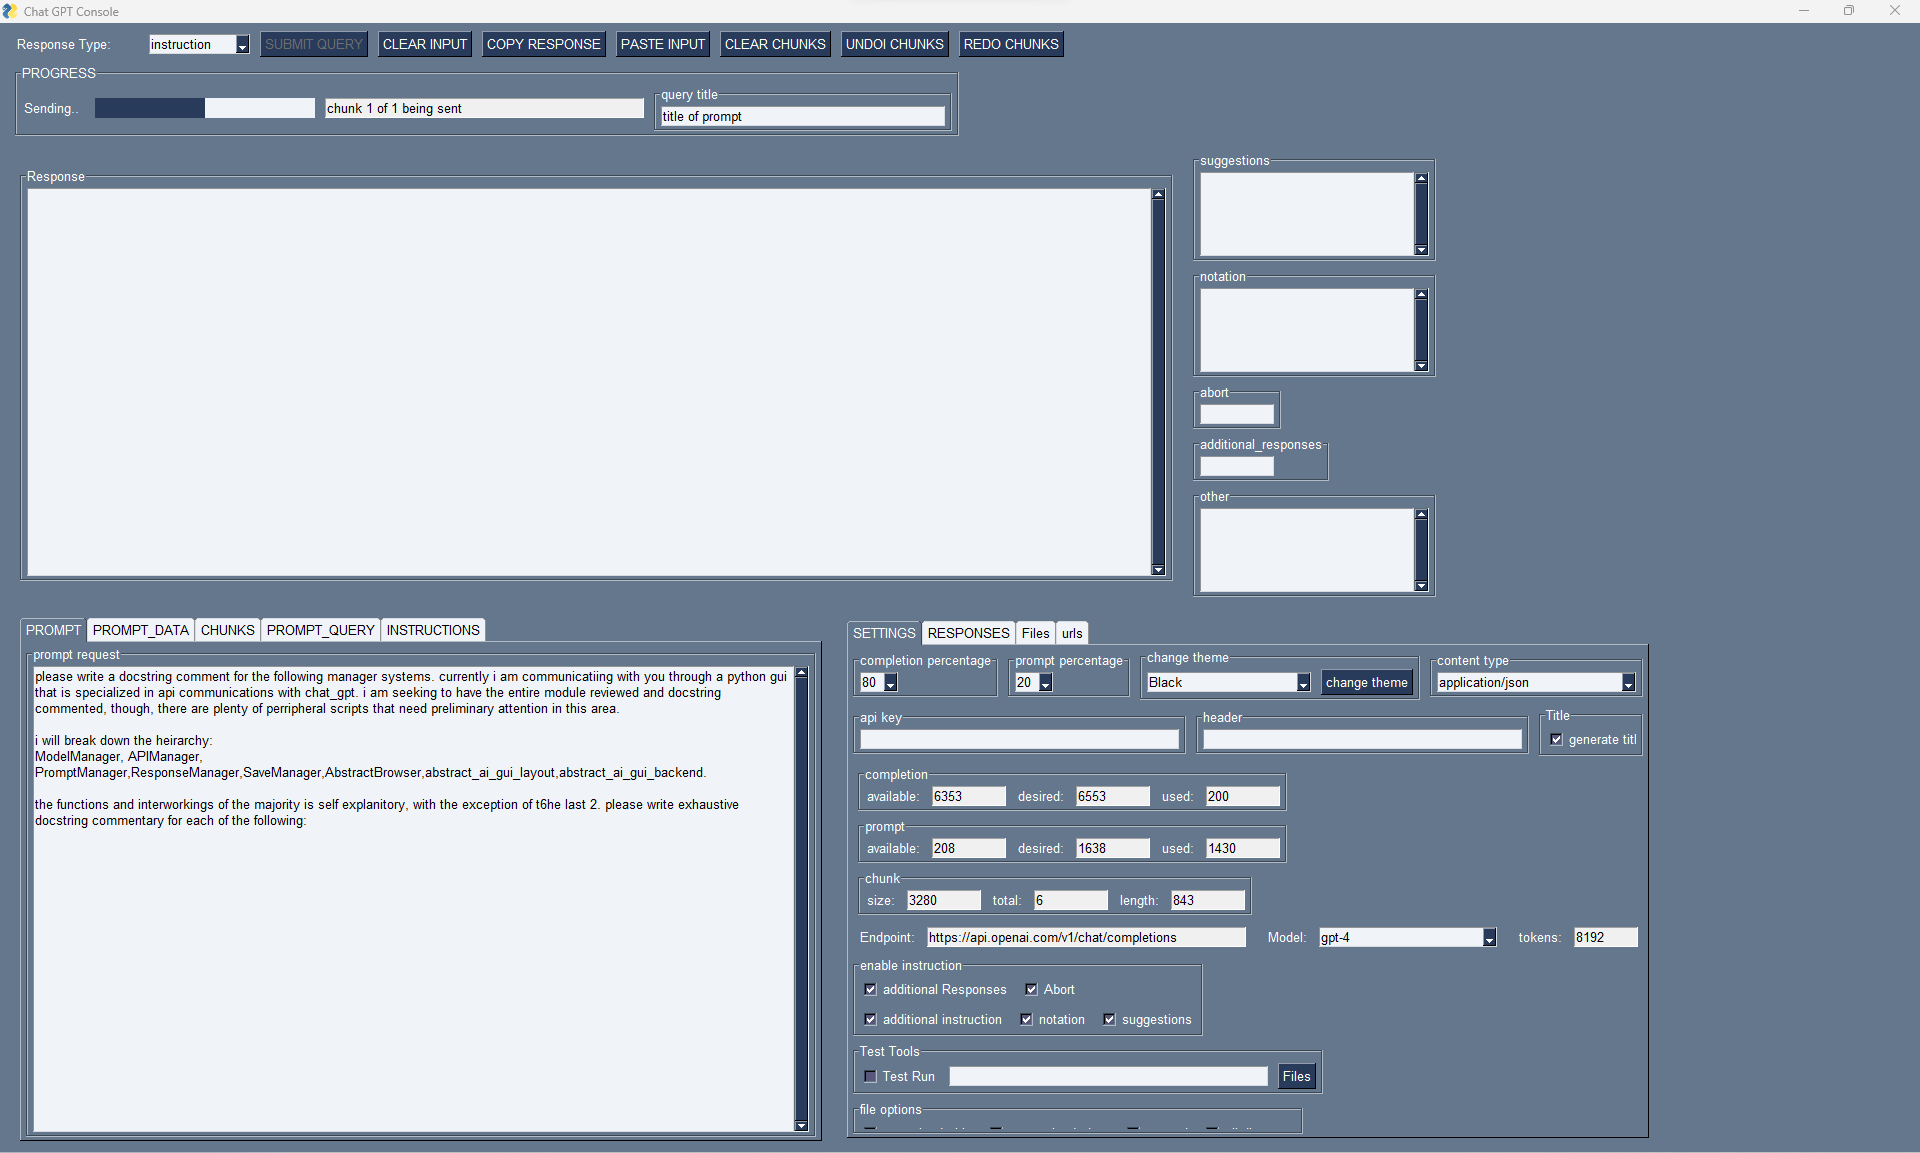 Chat GPT Console
Response Type: instruction SUBMIT QUERY CLEAR INPUT COPY RESPONSE PASTE INPUT CLEAR CHUNKS UNDOI CHUNKS REDO CHUNKS
PROGRESS
Sending.. chunk 1 of 1 being sent
query title
title of prompt
Response
suggestions
notation
abort
additional_responses
other
PROMPT PROMPT_DATA CHUNKS PROMPT_QUERY INSTRUCTIONS
prompt request
please write a docstring comment for the following manager systems. currently i am communicatiing with you through a python gui
that is specialized in api communications with chat_gpt. i am seeking to have the entire module reviewed and docstring
commented, though, there are plenty of perripheral scripts that need preliminary attention in this area.
i will break down the heirarchy:
ModelManager, APIManager,
PromptManager,ResponseManager,SaveManager,AbstractBrowser,abstract_ai_gui_layout,abstract_ai_gui_backend.
the functions and interworkings of the majority is self explanitory, with the exception of t6he last 2. please write exhaustive
docstring commentary for each of the following:
SETTINGS RESPONSES Files urls
completion percentage prompt percentage change theme content type
80 20 Black change theme application/json
api key header Title
generate titl
completion
available: 6353 desired: 6553 used: 200
prompt
available: 208 desired: 1638 used: 1430
chunk
size: 3280 total: 6 length: 843
Endpoint: https://api.openai.com/v1/chat/completions Model: gpt-4 tokens: 8192
enable instruction
additional Responses Abort
additional instruction notation suggestions
Test Tools
Test Run Files
file options